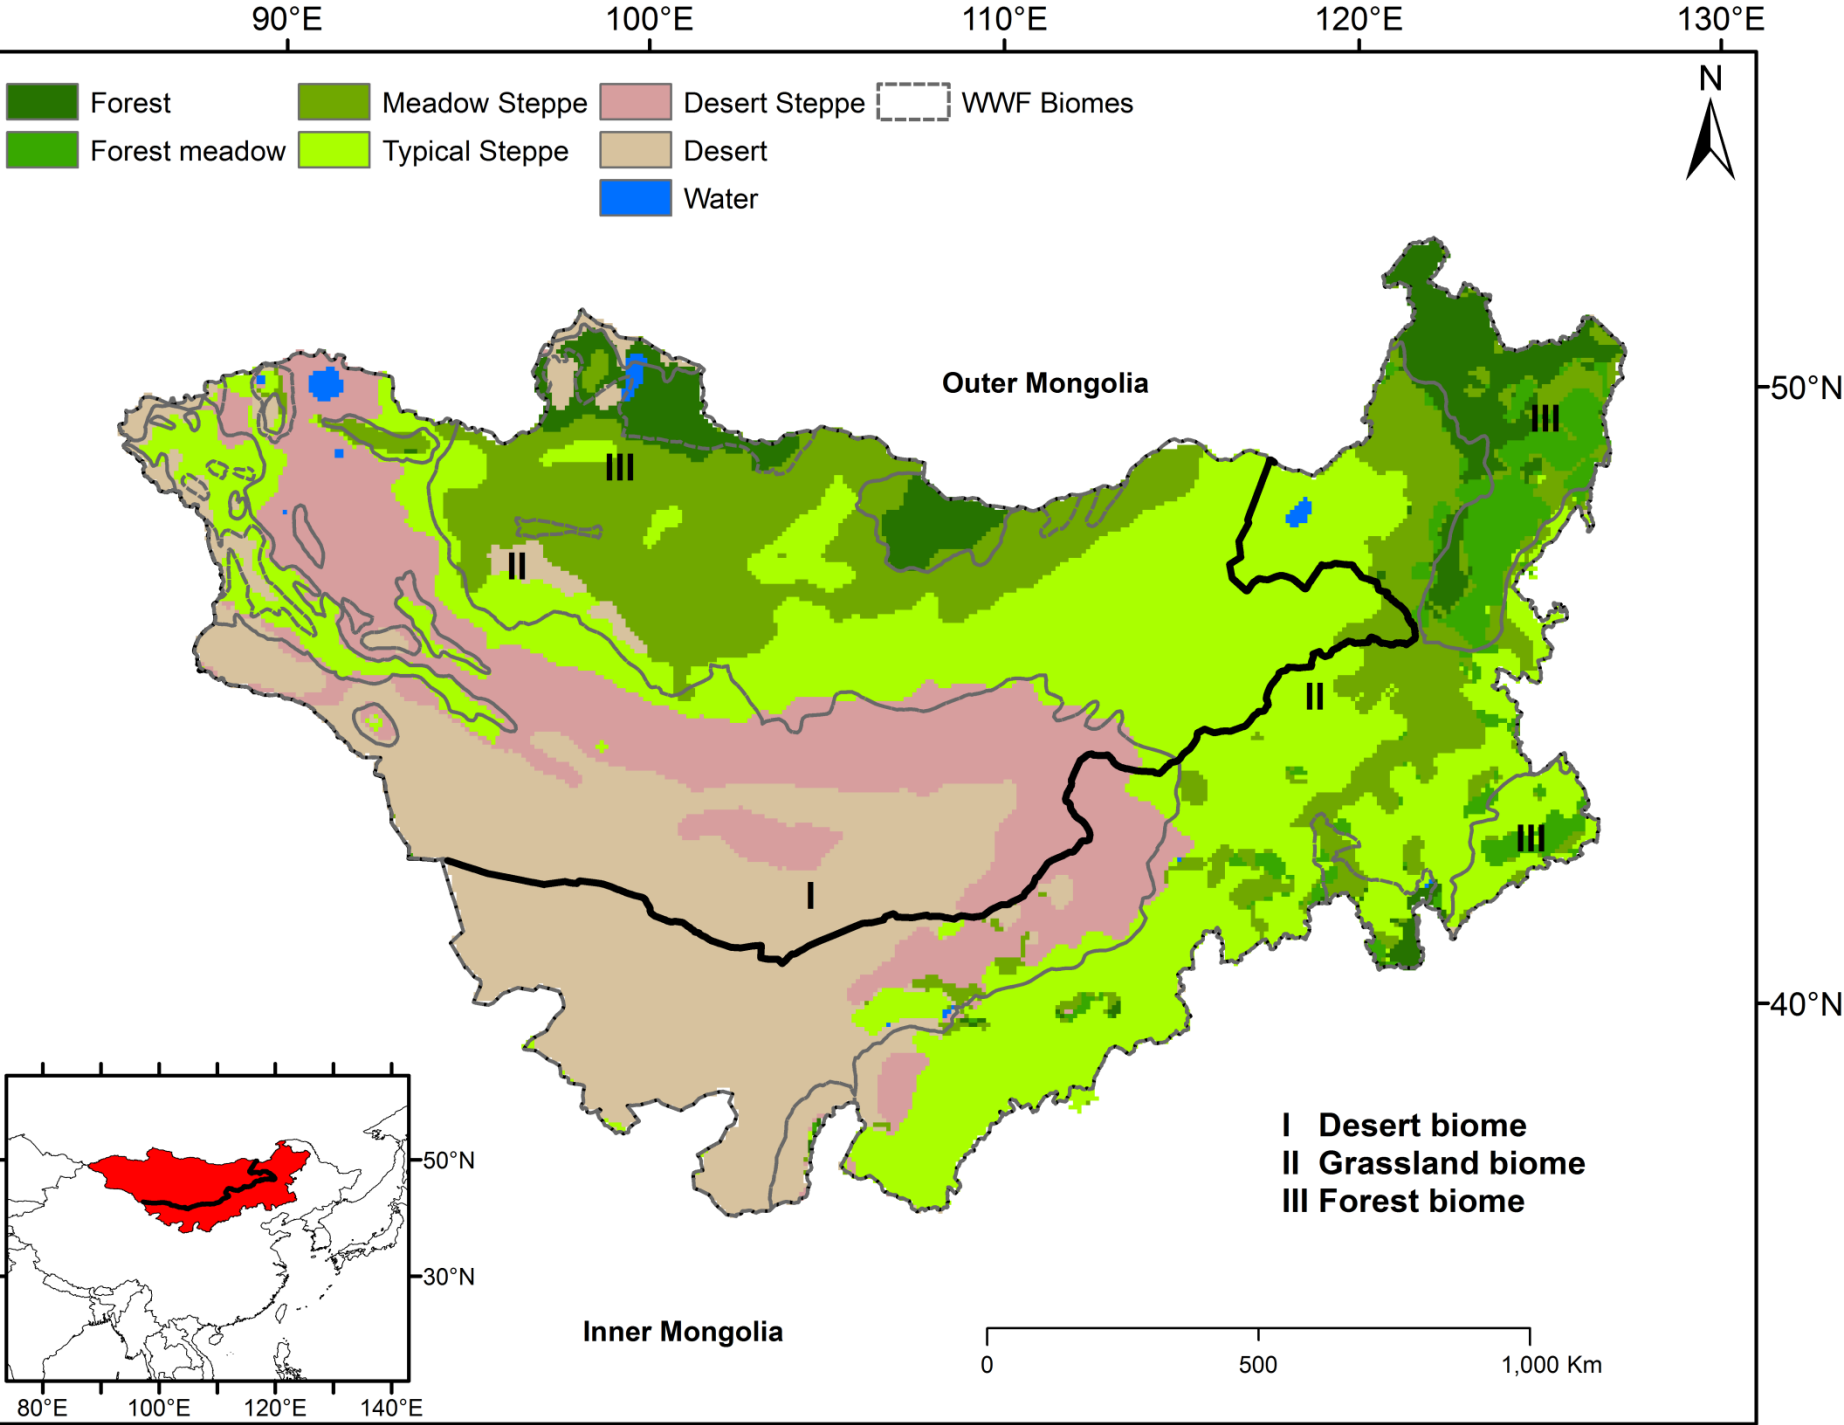 90°E 100°E 110°E 120°E 130°E
Forest Meadow Steppe Desert Steppe WWF Biomes
Forest meadow Typical Steppe Desert
Water
N
Outer Mongolia
50°N
III
III
II
II
III
I
40°N
I Desert biome
II Grassland biome
III Forest biome
50°N
30°N
80°E 100°E 120°E 140°E
Inner Mongolia
0 500 1,000 Km